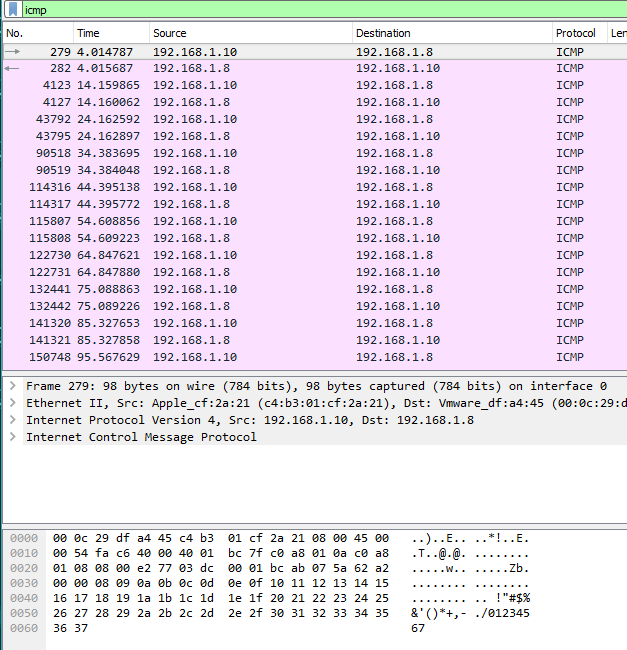 icmp
No. Time Source Destination Protocol Len
279 4.014787 192.168.1.10 192.168.1.8 ICMP
282 4.015687 192.168.1.8 192.168.1.10 ICMP
4123 14.159865 192.168.1.10 192.168.1.8 ICMP
4127 14.160062 192.168.1.8 192.168.1.10 ICMP
43792 24.162592 192.168.1.10 192.168.1.8 ICMP
43795 24.162897 192.168.1.8 192.168.1.10 ICMP
90518 34.383695 192.168.1.10 192.168.1.8 ICMP
90519 34.384048 192.168.1.8 192.168.1.10 ICMP
114316 44.395138 192.168.1.10 192.168.1.8 ICMP
114317 44.395772 192.168.1.8 192.168.1.10 ICMP
115807 54.608856 192.168.1.10 192.168.1.8 ICMP
115808 54.609223 192.168.1.8 192.168.1.10 ICMP
122730 64.847621 192.168.1.10 192.168.1.8 ICMP
122731 64.847880 192.168.1.8 192.168.1.10 ICMP
132441 75.088863 192.168.1.10 192.168.1.8 ICMP
132442 75.089226 192.168.1.8 192.168.1.10 ICMP
141320 85.327653 192.168.1.10 192.168.1.8 ICMP
141321 85.327858 192.168.1.8 192.168.1.10 ICMP
150748 95.567629 192.168.1.10 192.168.1.8 ICMP
Frame 279: 98 bytes on wire (784 bits), 98 bytes captured (784 bits) on interface 0
Ethernet II, Src: Apple_cf:2a:21 (c4:b3:01:cf:2a:21), Dst: Vmware_df:a4:45 (00:0c:29:d
Internet Protocol Version 4, Src: 192.168.1.10, Dst: 192.168.1.8
Internet Control Message Protocol
0000 00 0c 29 df a4 45 c4 b3 01 cf 2a 21 08 00 45 00 ..)..E.. ..*!..E.
0010 00 54 fa c6 40 00 40 01 bc 7f c0 a8 01 0a c0 a8 .T..@.@. ........
0020 01 08 08 00 e2 77 03 dc 00 01 bc ab 07 5a 62 a2 .....w.. .....Zb.
0030 00 00 08 09 0a 0b 0c 0d 0e 0f 10 11 12 13 14 15 ........ ........
0040 16 17 18 19 1a 1b 1c 1d 1e 1f 20 21 22 23 24 25 ........ .. !"#$%
0050 26 27 28 29 2a 2b 2c 2d 2e 2f 30 31 32 33 34 35 &'()*+,- ./012345
0060 36 37 67